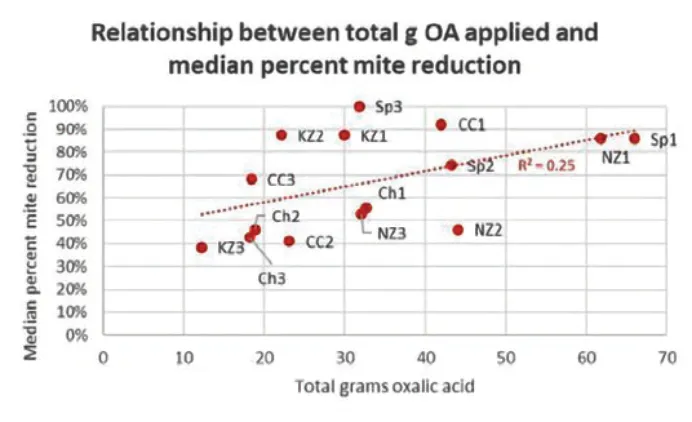 Relationship between total g OA applied and
median percent mite reduction
Median percent mite reduction
100%
90%
80%
70%
60%
50%
40%
30%
20%
10%
0%
Sp3
CC1
KZ2
KZ1
Sp1
NZ1
Sp2
R² = 0.25
CC3
Ch1
Ch2
NZ3
NZ2
KZ3
CC2
Ch3
0 10 20 30 40 50 60 70
Total grams oxalic acid